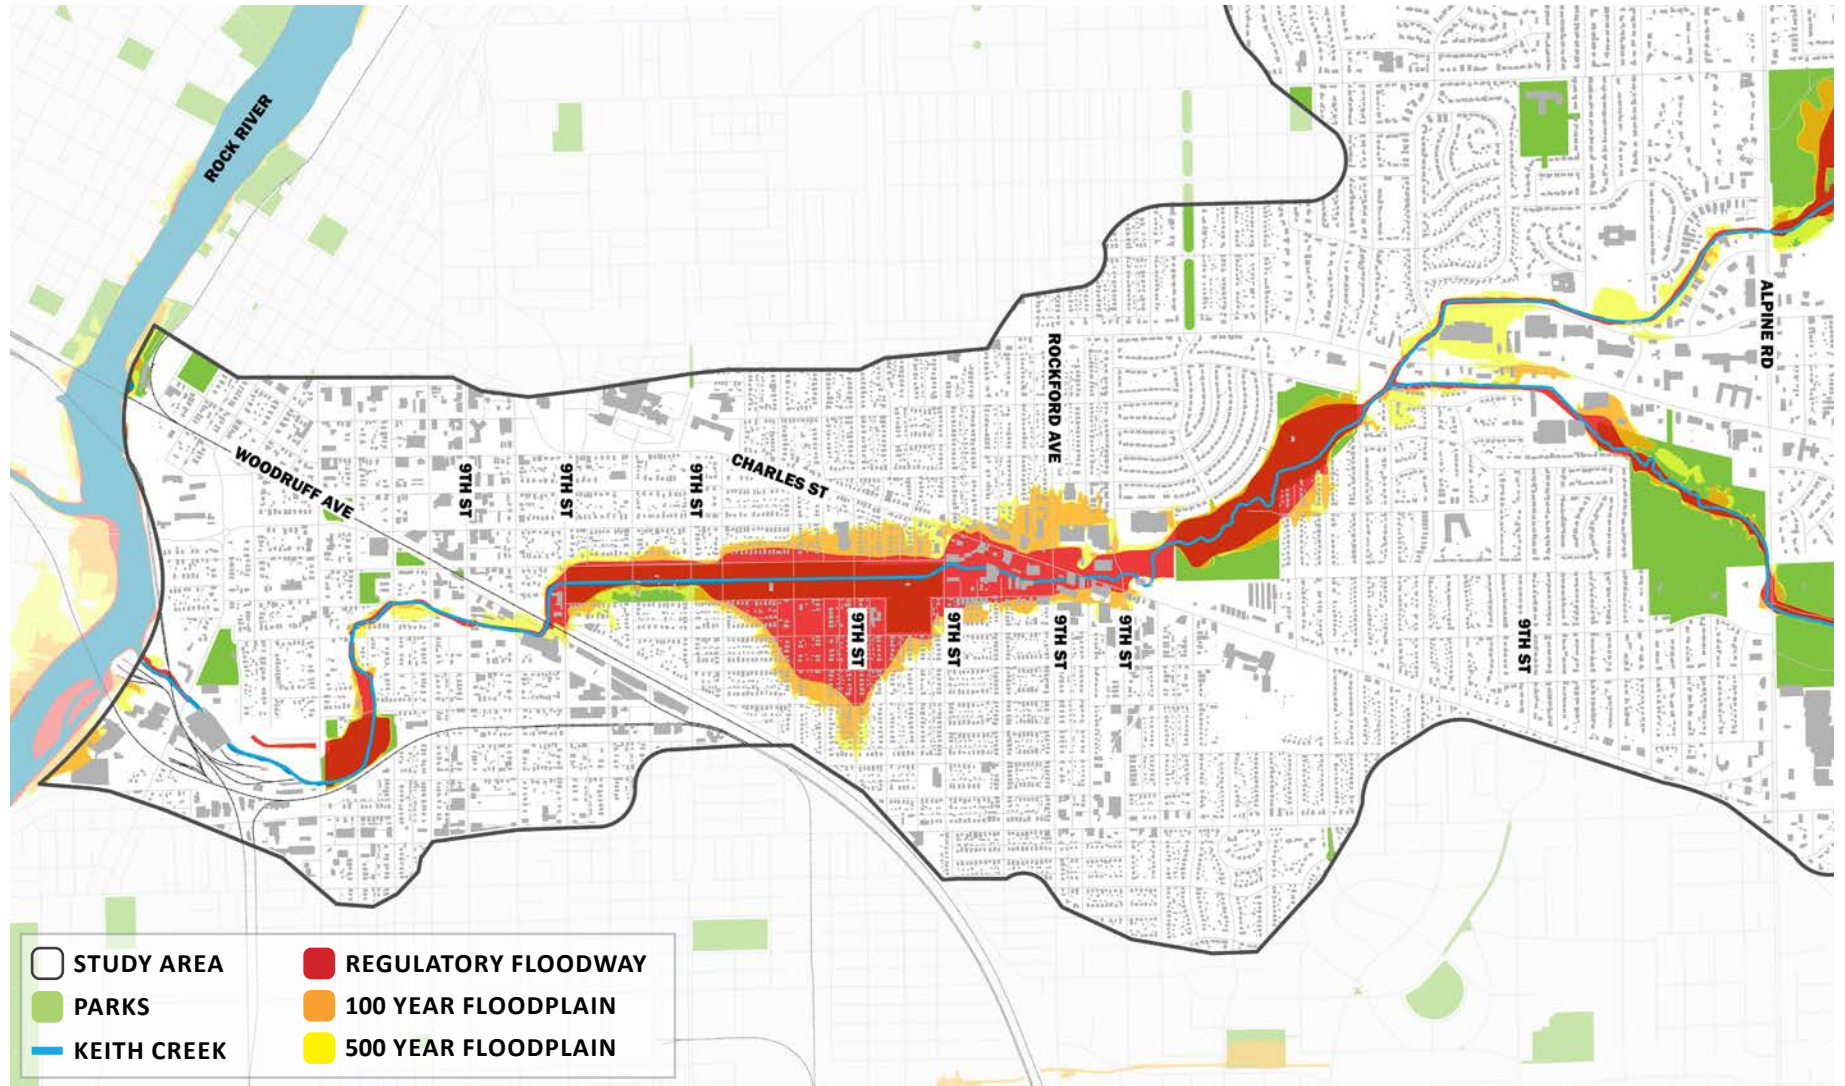 ROCK RIVER
ALPINE RD
ROCKFORD AVE
CHARLES ST
WOODRUFF AVE
9TH ST
9TH ST
9TH ST
9TH ST
9TH ST
9TH ST
9TH ST
9TH ST
STUDY AREA
PARKS
KEITH CREEK
REGULATORY FLOODWAY
100 YEAR FLOODPLAIN
500 YEAR FLOODPLAIN